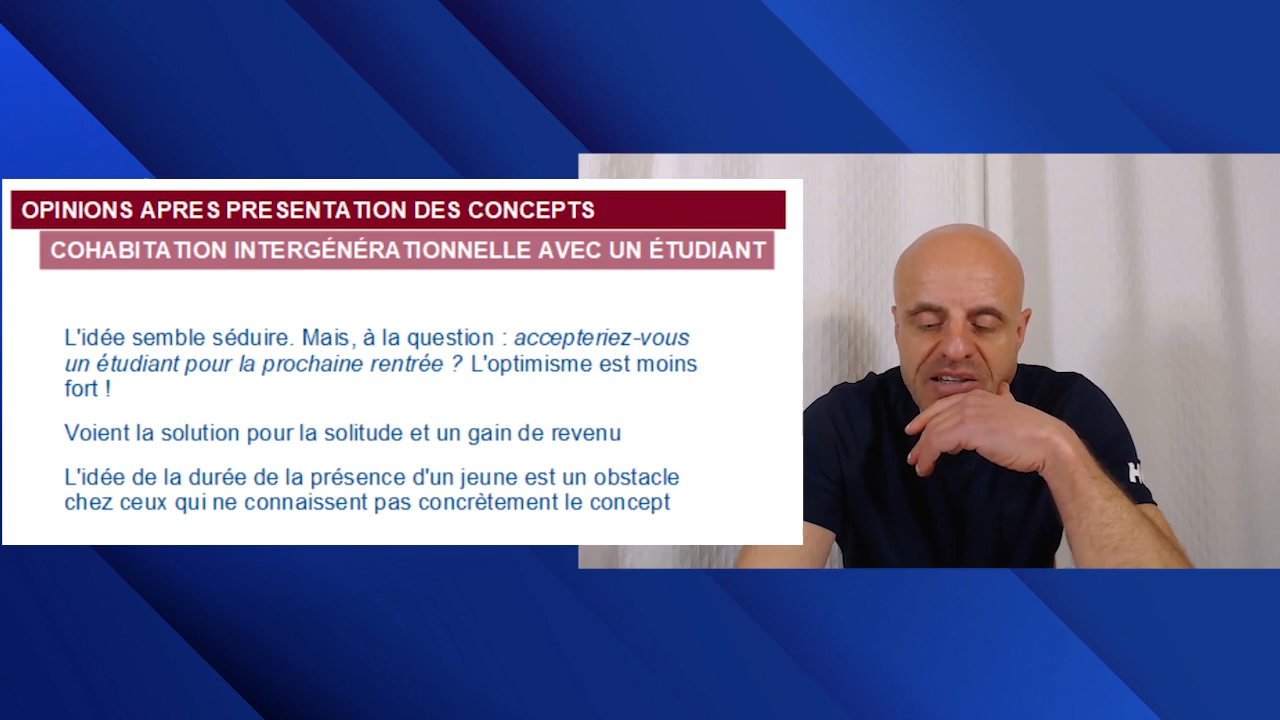 OPINIONS APRES PRESENTATION DES CONCEPTS
COHABITATION INTERGÉNÉRATIONNELLE AVEC UN ÉTUDIANT
L'idée semble séduire. Mais, à la question : accepteriez-vous
un étudiant pour la prochaine rentrée ? L'optimisme est moins
fort !
Voient la solution pour la solitude et un gain de revenu
L'idée de la durée de la présence d'un jeune est un obstacle
chez ceux qui ne connaissent pas concrètement le concept